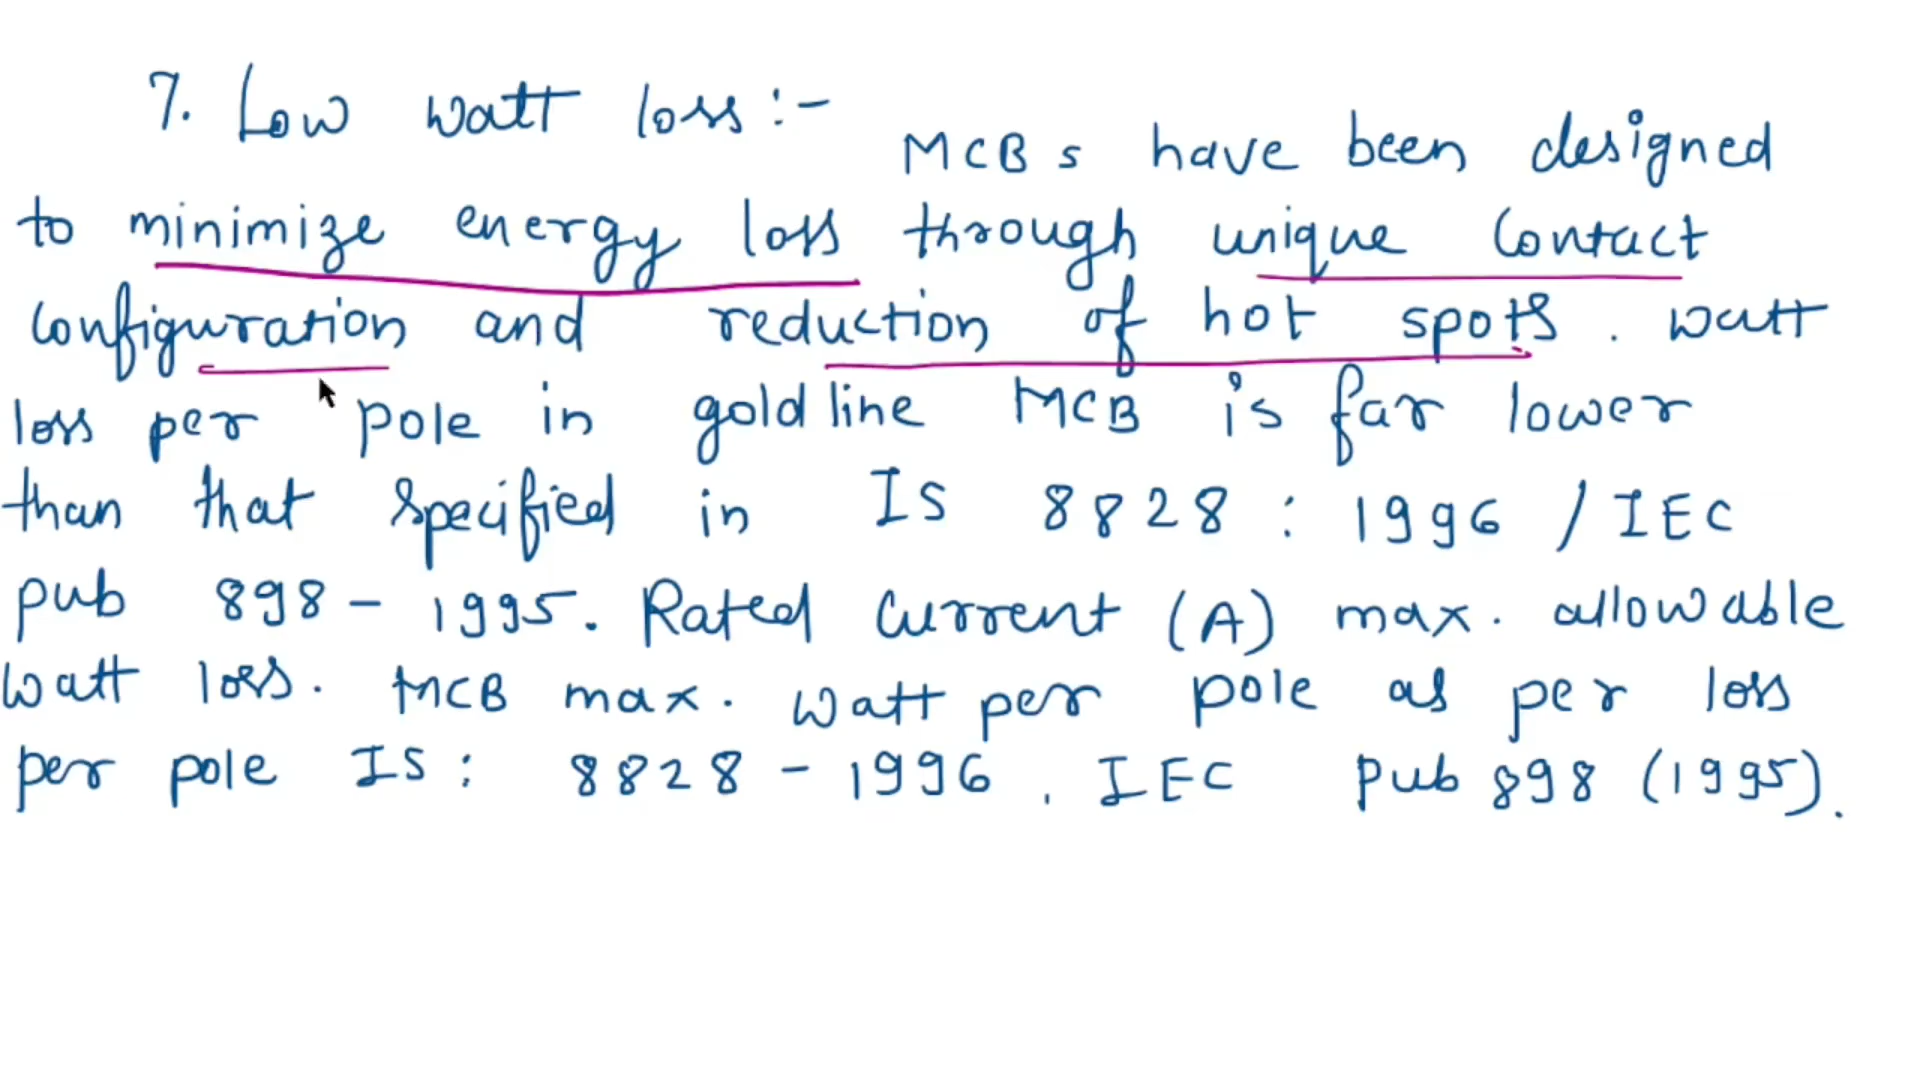 7. Low watt loss :-
MCBs have been designed
to minimize energy loss through unique Contact
Configuration and reduction of hot spots. watt
loss per pole in goldline MCB is far lower
than that specified in IS 8828 : 1996 / IEC
pub 898 - 1995. Rated Current (A) max. allowable
Watt loss. MCB max. Watt per pole as per loss
per pole IS: 8828 - 1996, IEC pub 898 (1995).